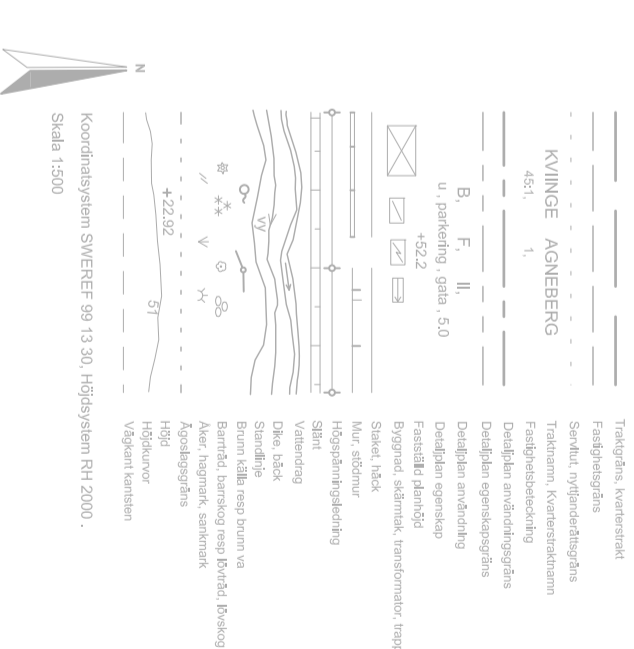 Traktgräns, kvarterstrakt
Fastighetsgräns
Servitut, nyttjanderättsgräns
KVIINGE AGNEBERG Traktnamn, Kvarterstraktnamn
45:1, 1, Fastighetsbeteckning
Detaljplan användningsgräns
Detaljplan egenskapsgräns
B, F, II, Detaljplan användning
u , parkering , gata , 5.0 Detaljplan egenskap
+52.2 Fastställd planhöjd
Byggnad, skärmtak, transformator, trapp
Staket, häck
Mur, stödmur
Högspänningsledning
Slänt
Vattendrag
Dike, bäck
vy Strandlinje
Brunn källa resp brunn va
Barrträd, barrskog resp lövträd, lövskog
Åker, hagmark, sankmark
Ägoslagsgräns
+22.92 Höjd
51 Höjdkurvor
Vägkant kantsten
N
Koordinatsystem SWEREF 99 13 30, Höjdsystem RH 2000 .
Skala 1:500